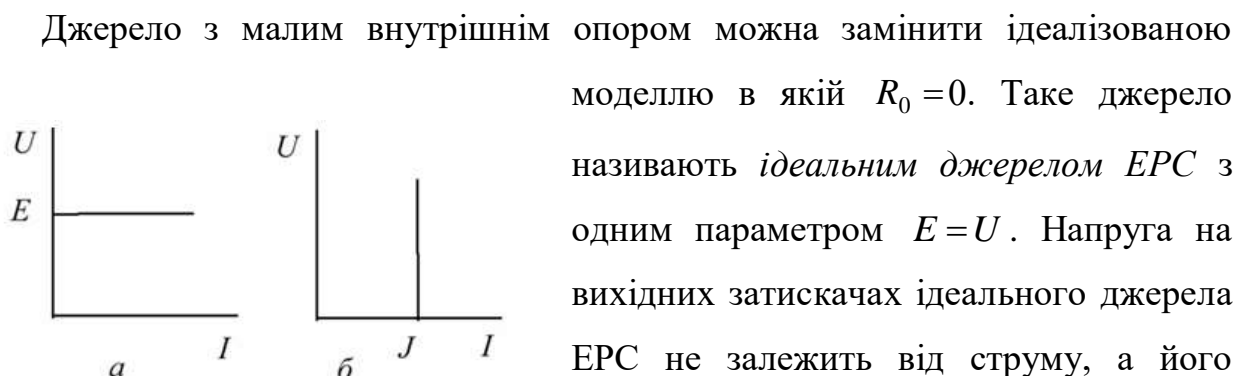 Джерело з малим внутрішнім опором можна замінити ідеалізованою
моделлю в якій R₀ = 0. Таке джерело
називають ідеальним джерелом ЕРС з
одним параметром E = U. Напруга на
вихідних затискачах ідеального джерела
ЕРС не залежить від струму, а його
U
E
I
а
U
J
I
б